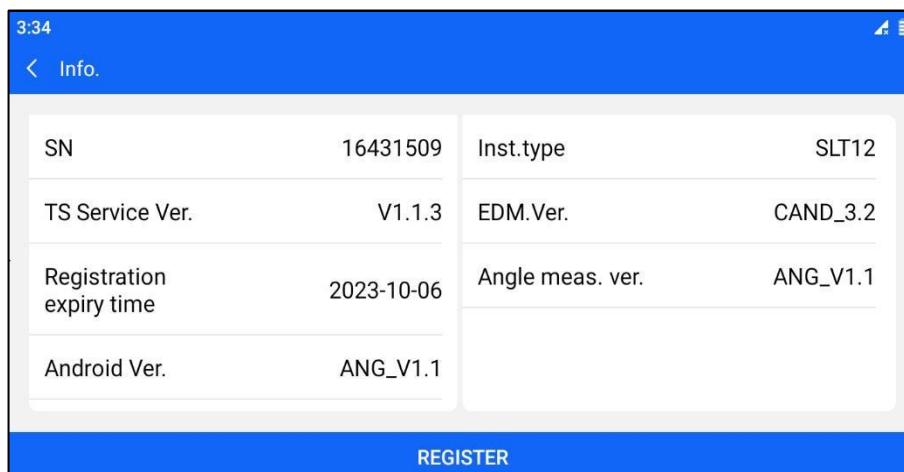 3:34
Info.
SN 16431509
TS Service Ver. V1.1.3
Registration
expiry time 2023-10-06
Android Ver. ANG_V1.1
Inst.type SLT12
EDM.Ver. CAND_3.2
Angle meas. ver. ANG_V1.1
REGISTER